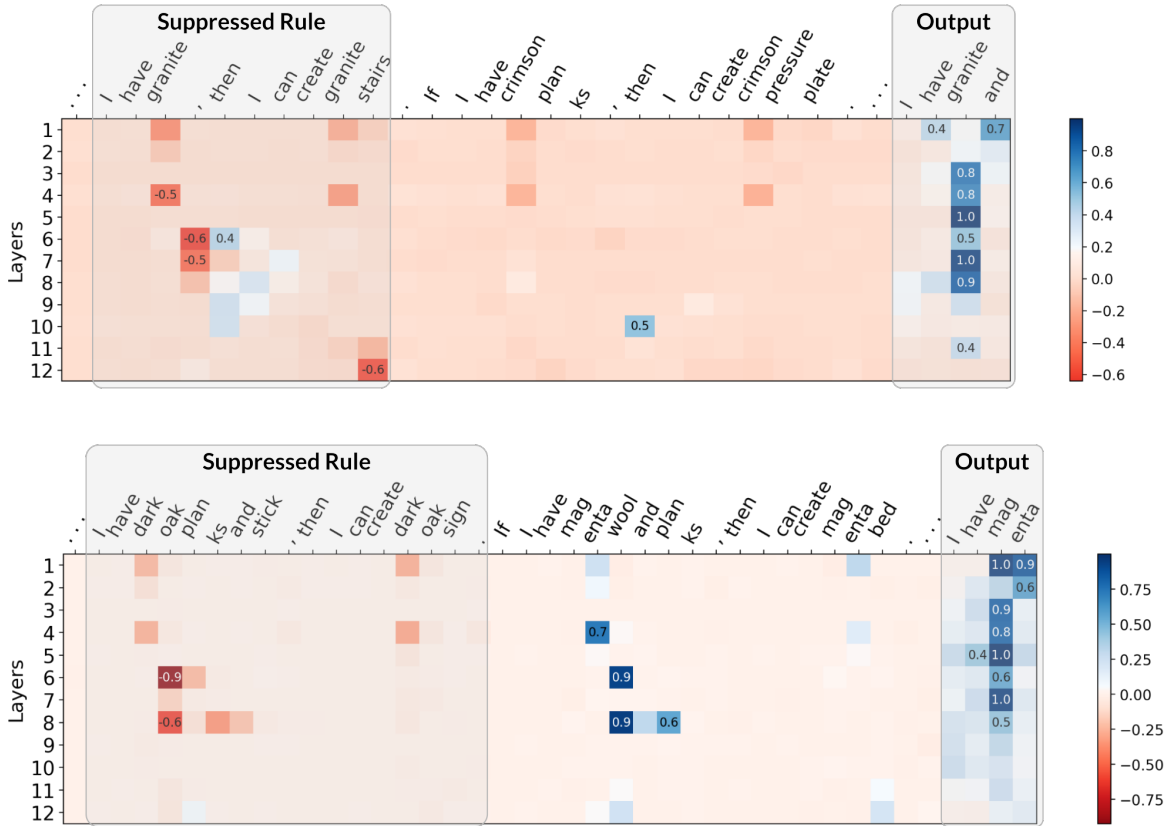 Suppressed Rule
Output
. . . I have granite , then I can create granite stairs . If I have crimson plan ks , then I can create crimson pressure plate . . . . I have granite and
Layers
1 0.4 0.7
2
3 0.8
4 -0.5 0.8
5 1.0
6 -0.6 0.4 0.5
7 -0.5 1.0
8 0.9
9
10 0.5
11 0.4
12 -0.6
0.8
0.6
0.4
0.2
0.0
−0.2
−0.4
−0.6
Suppressed Rule
Output
. . . I have dark oak plan ks and stick , then I can create dark oak sign . If I have mag enta wool and plan ks , then I can create mag enta bed . . . . I have mag enta
Layers
1 1.0 0.9
2 0.6
3 0.9
4 0.7 0.8
5 0.4 1.0
6 -0.9 0.9 0.6
7 1.0
8 -0.6 0.9 0.6 0.5
9
10
11
12
0.75
0.50
0.25
0.00
−0.25
−0.50
−0.75